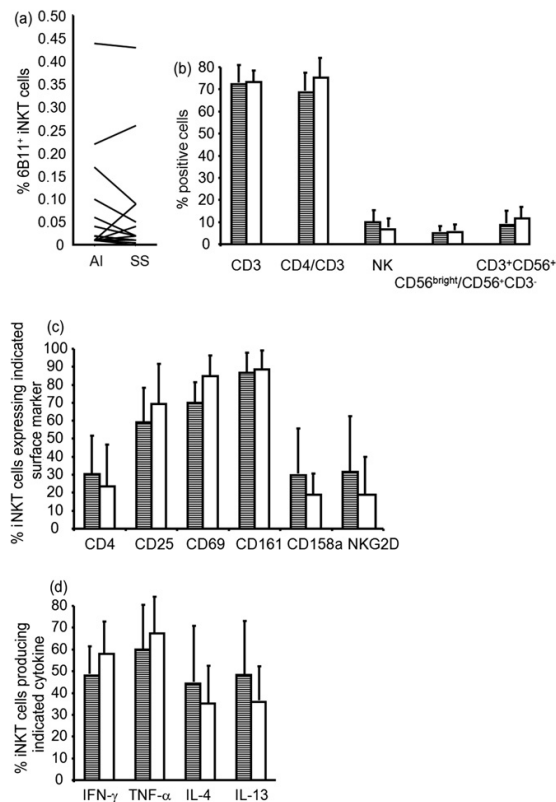 (a)
% 6B11⁺ iNKT cells
0.50
0.45
0.40
0.35
0.30
0.25
0.20
0.15
0.10
0.05
0
AI SS
(b)
% positive cells
80
70
60
50
40
30
20
10
0
CD3 CD4/CD3 NK CD3⁺CD56⁺
CD56ᵇʳⁱᵍʰᵗ/CD56⁺CD3⁻
(c)
% iNKT cells expressing indicated
surface marker
100
90
80
70
60
50
40
30
20
10
0
CD4 CD25 CD69 CD161 CD158a NKG2D
(d)
% iNKT cells producing
indicated cytokine
80
70
60
50
40
30
20
10
0
IFN-γ TNF-α IL-4 IL-13